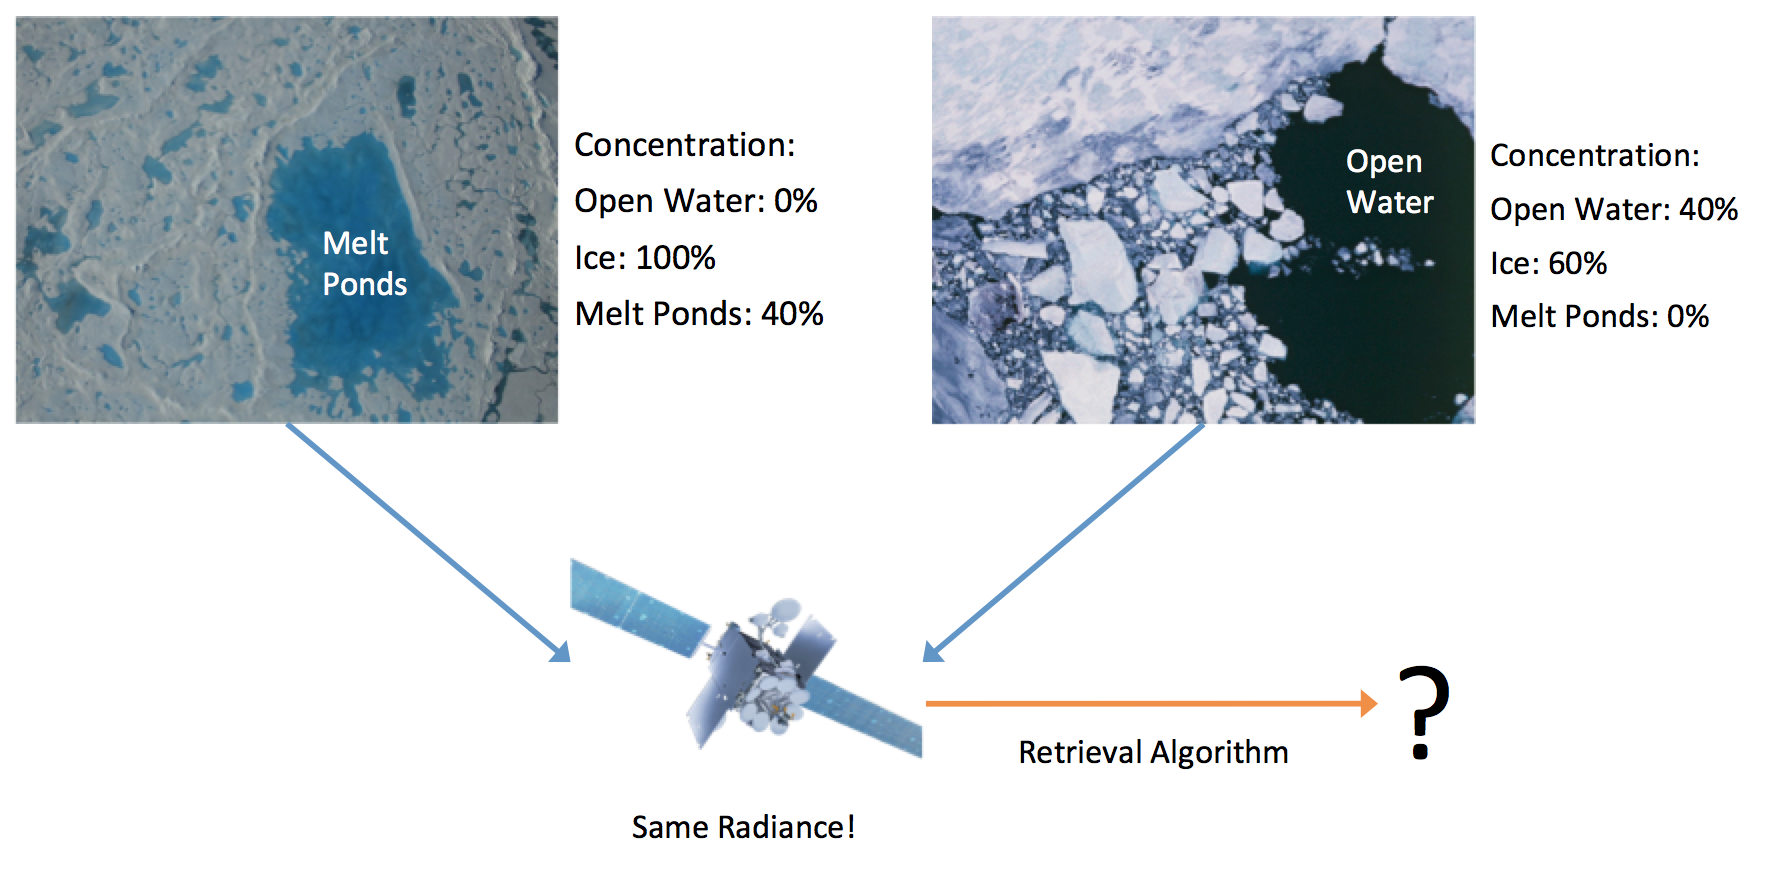 Melt
Ponds
Concentration:
Open Water: 0%
Ice: 100%
Melt Ponds: 40%
Open
Water
Concentration:
Open Water: 40%
Ice: 60%
Melt Ponds: 0%
Retrieval Algorithm
?
Same Radiance!